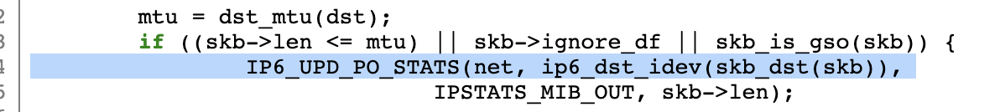 2 mtu = dst_mtu(dst);
3 if ((skb->len <= mtu) || skb->ignore_df || skb_is_gso(skb)) {
4 IP6_UPD_PO_STATS(net, ip6_dst_idev(skb_dst(skb)),
5 IPSTATS_MIB_OUT, skb->len);